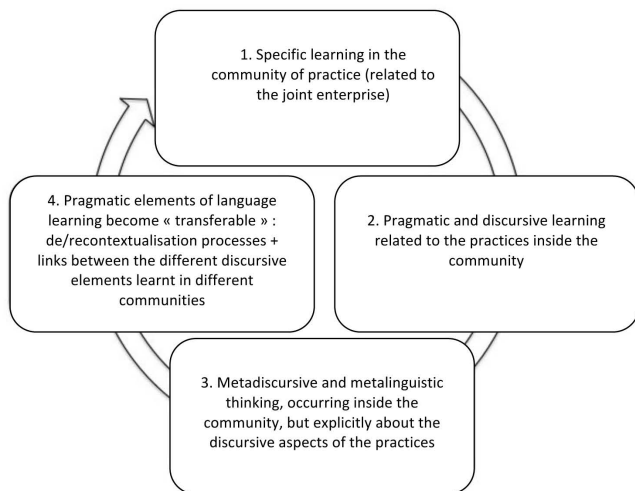 1. Specific learning in the
community of practice (related to
the joint enterprise)
2. Pragmatic and discursive learning
related to the practices inside the
community
3. Metadiscursive and metalinguistic
thinking, occurring inside the
community, but explicitly about the
discursive aspects of the practices
4. Pragmatic elements of language
learning become « transferable » :
de/recontextualisation processes +
links between the different discursive
elements learnt in different
communities